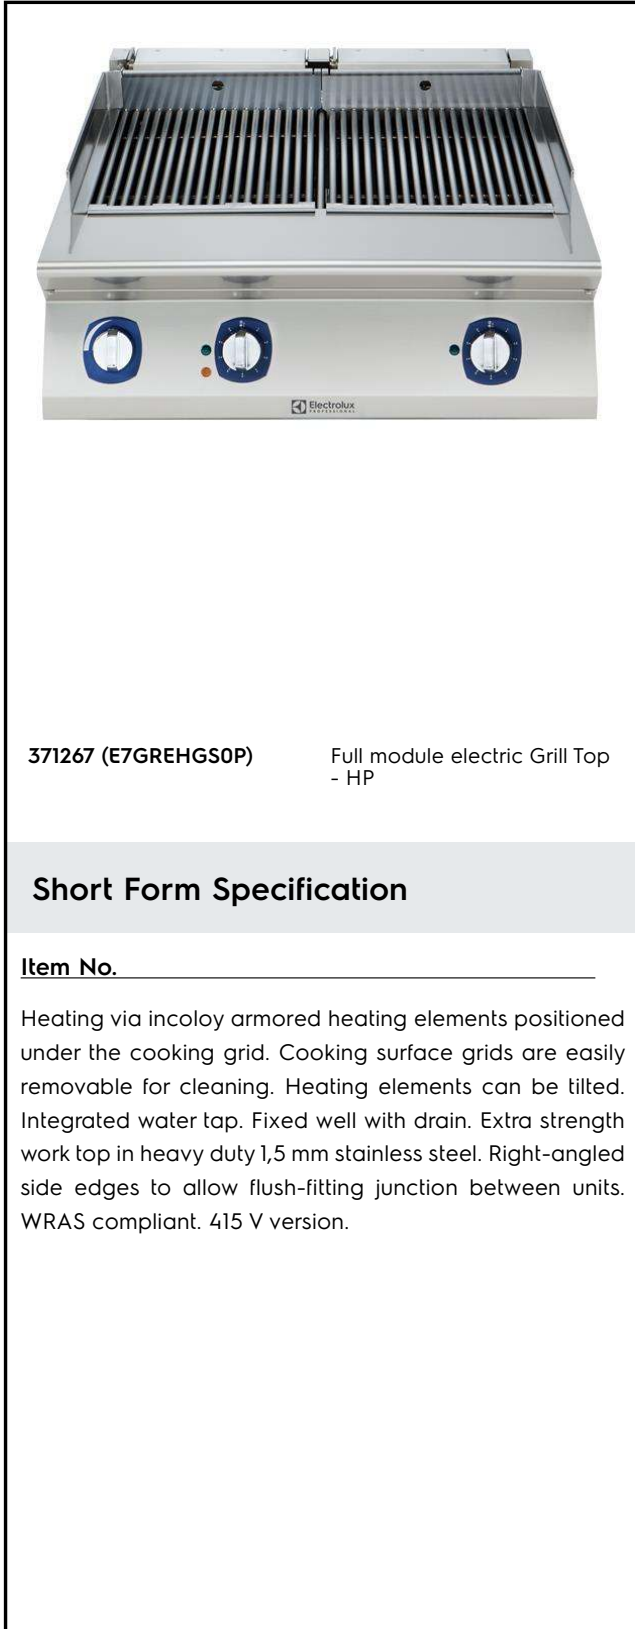 Electrolux
PROFESSIONAL
371267 (E7GREHGS0P)
Full module electric Grill Top
- HP
Short Form Specification
Item No.
Heating via incoloy armored heating elements positioned
under the cooking grid. Cooking surface grids are easily
removable for cleaning. Heating elements can be tilted.
Integrated water tap. Fixed well with drain. Extra strength
work top in heavy duty 1,5 mm stainless steel. Right-angled
side edges to allow flush-fitting junction between units.
WRAS compliant. 415 V version.